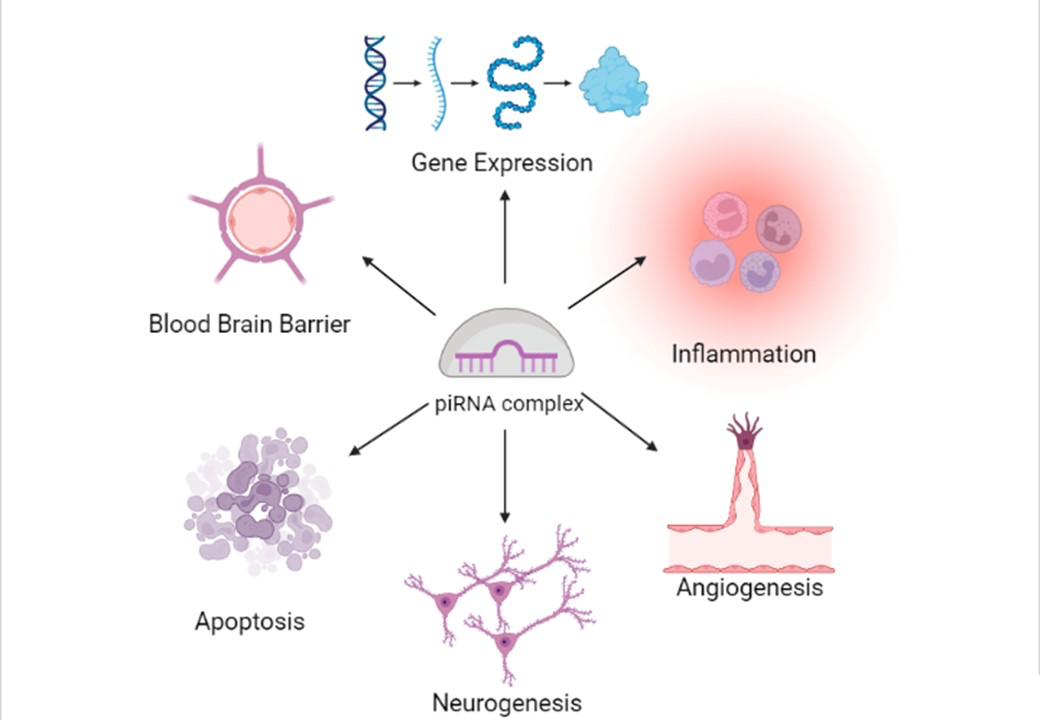 Gene Expression
Blood Brain Barrier
Inflammation
piRNA complex
Angiogenesis
Apoptosis
Neurogenesis